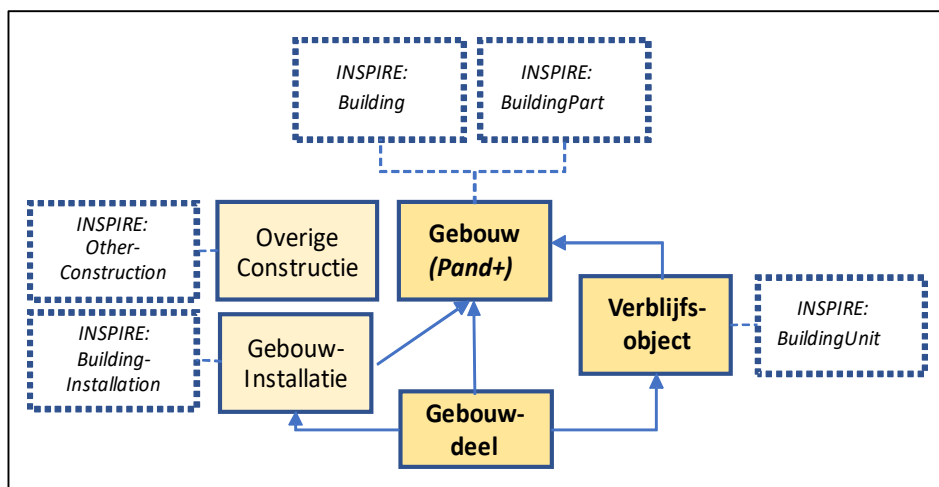 INSPIRE:
Building
INSPIRE:
BuildingPart
INSPIRE:
Other-
Construction
Overige
Constructie
Gebouw
(Pand+)
Verblijfs-
object
INSPIRE:
BuildingUnit
INSPIRE:
Building-
Installation
Gebouw-
Installatie
Gebouw-
deel